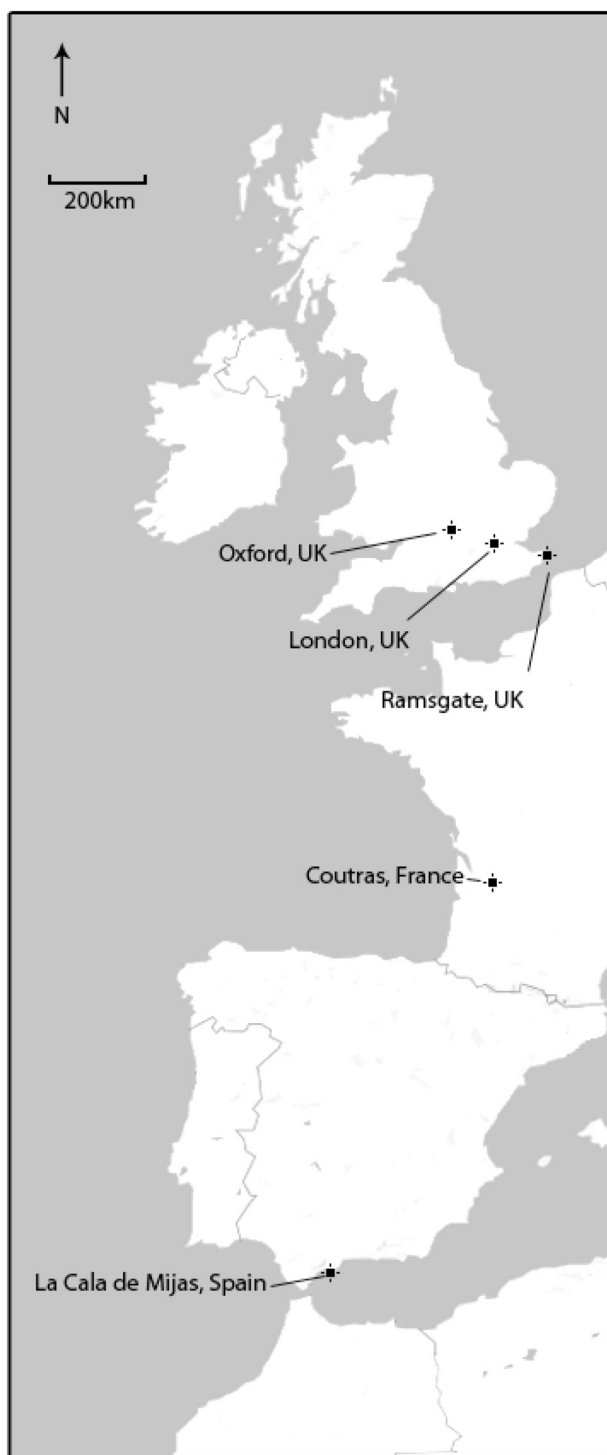 N
200km
Oxford, UK
London, UK
Ramsgate, UK
Coutras, France
La Cala de Mijas, Spain